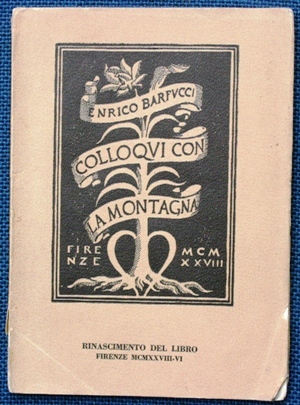 ENRICO BARFVCCI
COLLOQVI CON
LA MONTAGNA
FIRE
NZE
MCM
XXVIII
RINASCIMENTO DEL LIBRO
FIRENZE MCMXXVIII-VI